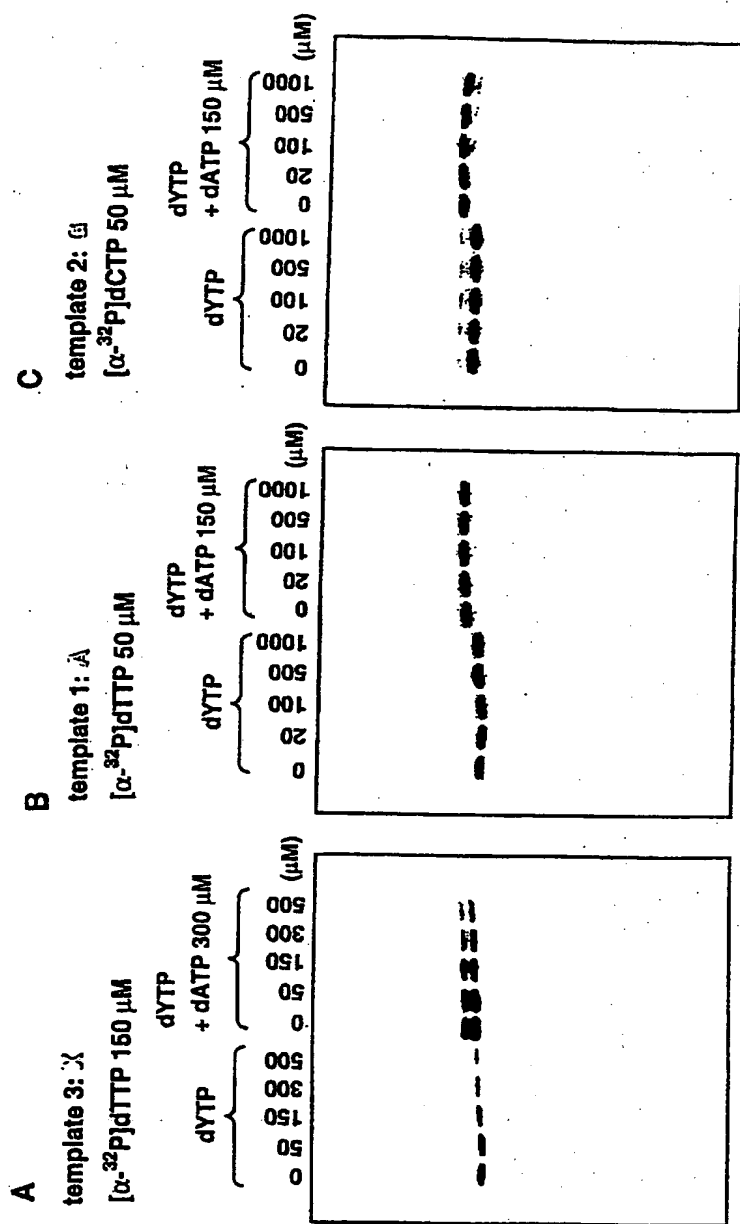 A
template 3: X
[α-³²P]dTTP 150 μM
dYTP
dYTP
+ dATP 300 μM
0 50 150 300 500 0 50 150 300 500 (μM)
B
template 1: A
[α-³²P]dTTP 50 μM
dYTP
dYTP
+ dATP 150 μM
0 20 100 500 1000 0 20 100 500 1000 (μM)
C
template 2: G
[α-³²P]dCTP 50 μM
dYTP
dYTP
+ dATP 150 μM
0 20 100 500 1000 0 20 100 500 1000 (μM)